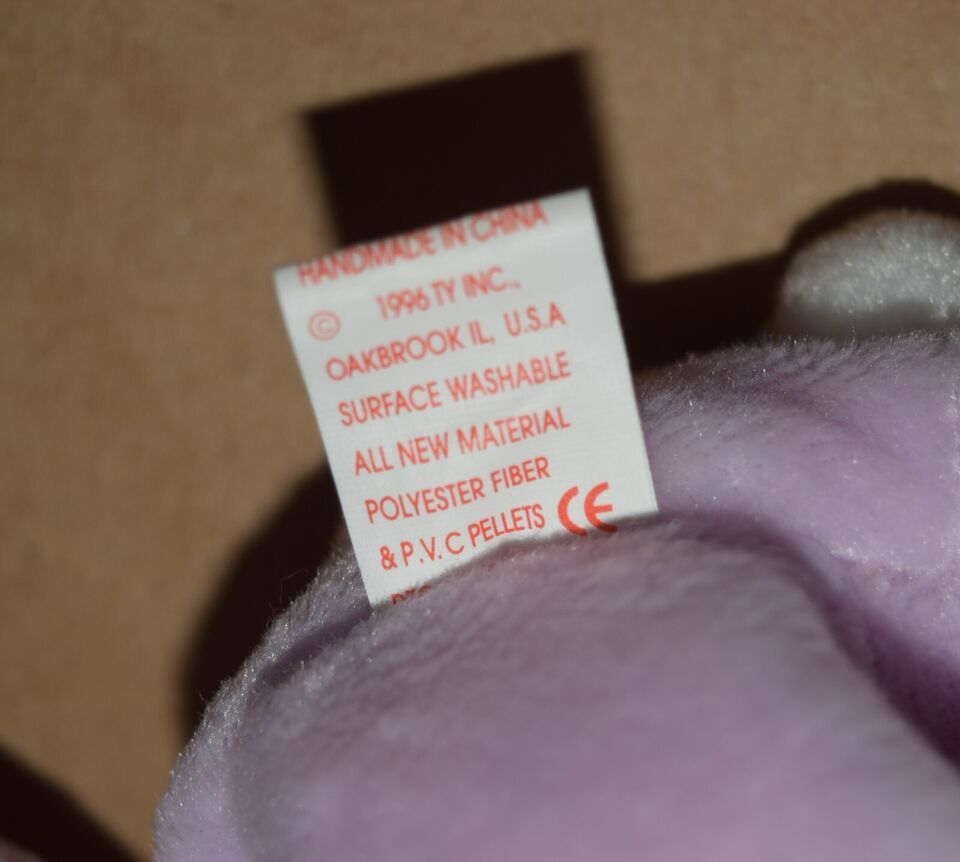 HANDMADE IN CHINA
© 1996 TY INC.,
OAKBROOK IL, U.S.A
SURFACE WASHABLE
ALL NEW MATERIAL
POLYESTER FIBER
& P.V.C PELLETS CE